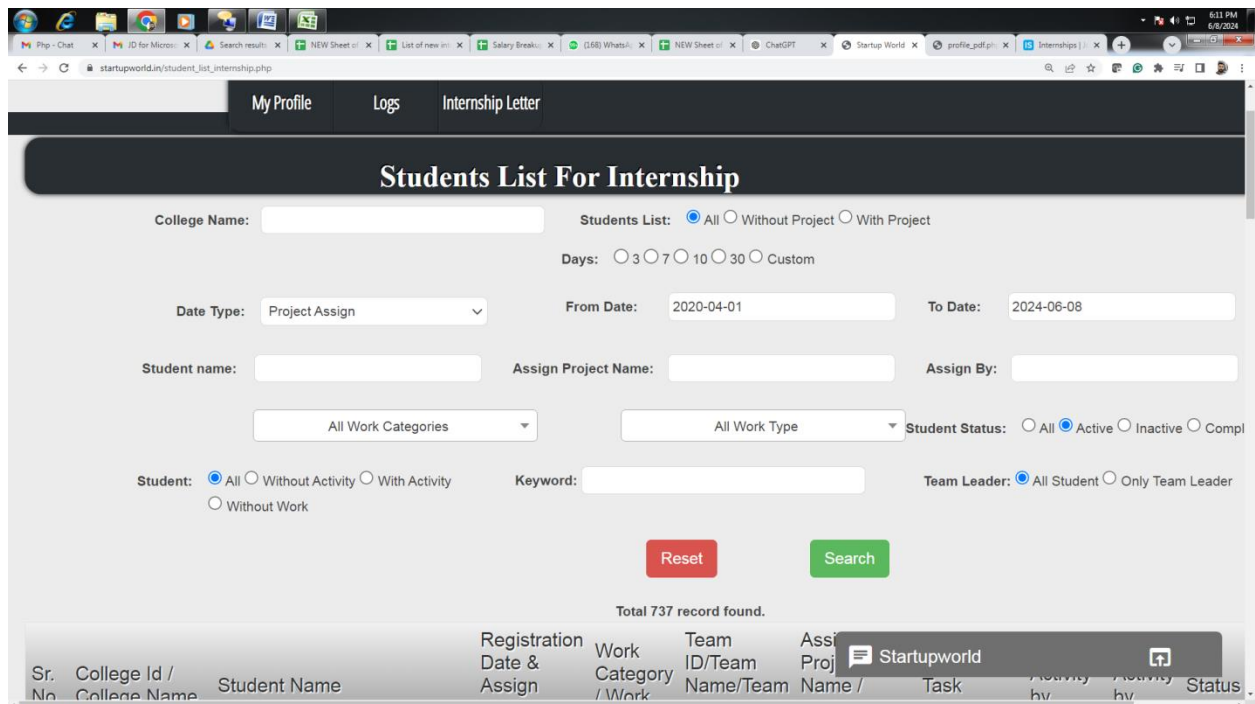 6:11 PM
6/8/2024
Php - Chat JD for Microsc Search results NEW Sheet of List of new int Salary Breaku (168) WhatsA NEW Sheet of ChatGPT Startup World profile_pdf.ph Internships |
startupworld.in/student_list_internship.php
My Profile Logs Internship Letter
Students List For Internship
College Name: Students List: All Without Project With Project
Days: 3 7 10 30 Custom
Date Type: Project Assign From Date: 2020-04-01 To Date: 2024-06-08
Student name: Assign Project Name: Assign By:
All Work Categories All Work Type Student Status: All Active Inactive Compl
Student: All Without Activity With Activity Keyword: Team Leader: All Student Only Team Leader
Without Work
Reset Search
Total 737 record found.
Registration Work Team Assi
Date & Category ID/Team Proj Startupworld
Sr. College Id / Student Name Assign / Work Name/Team Name / Task Status
No College Name by by